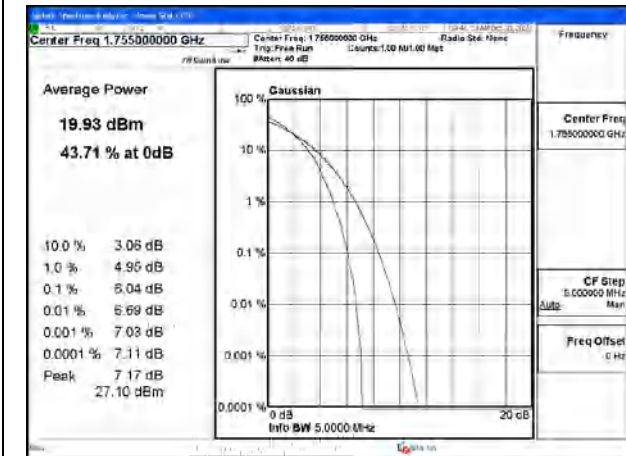 Center Freq 1.755000000 GHz
Center Freq: 1.755000000 GHz
Radio Std: None
Trig: Free Run
Counts:1.00 M/1.00 Mpt
#Atten: 40 dB
Frequency
Average Power
19.93 dBm
43.71 % at 0dB
10.0 % 3.06 dB
1.0 % 4.95 dB
0.1 % 6.04 dB
0.01 % 6.69 dB
0.001 % 7.03 dB
0.0001 % 7.11 dB
Peak 7.17 dB
27.10 dBm
Gaussian
100 %
10 %
1 %
0.1 %
0.01 %
0.001 %
0.0001 %
0 dB
20 dB
Info BW 5.0000 MHz
Center Freq
1.755000000 GHz
CF Step
5.000000 MHz
Auto Man
Freq Offset
0 Hz